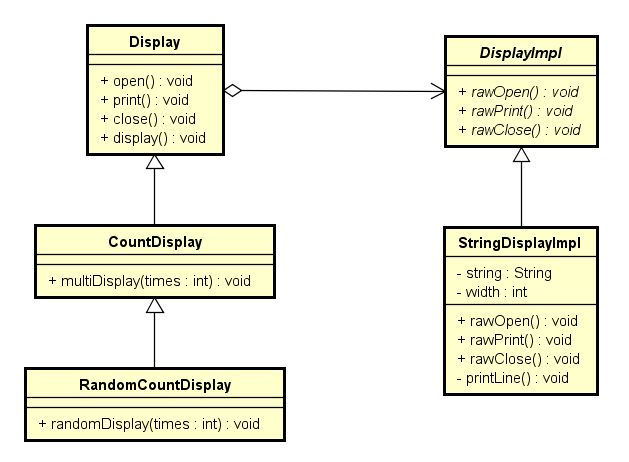 Display
+ open() : void
+ print() : void
+ close() : void
+ display() : void
DisplayImpl
+ rawOpen() : void
+ rawPrint() : void
+ rawClose() : void
CountDisplay
+ multiDisplay(times : int) : void
StringDisplayImpl
- string : String
- width : int
+ rawOpen() : void
+ rawPrint() : void
+ rawClose() : void
- printLine() : void
RandomCountDisplay
+ randomDisplay(times : int) : void